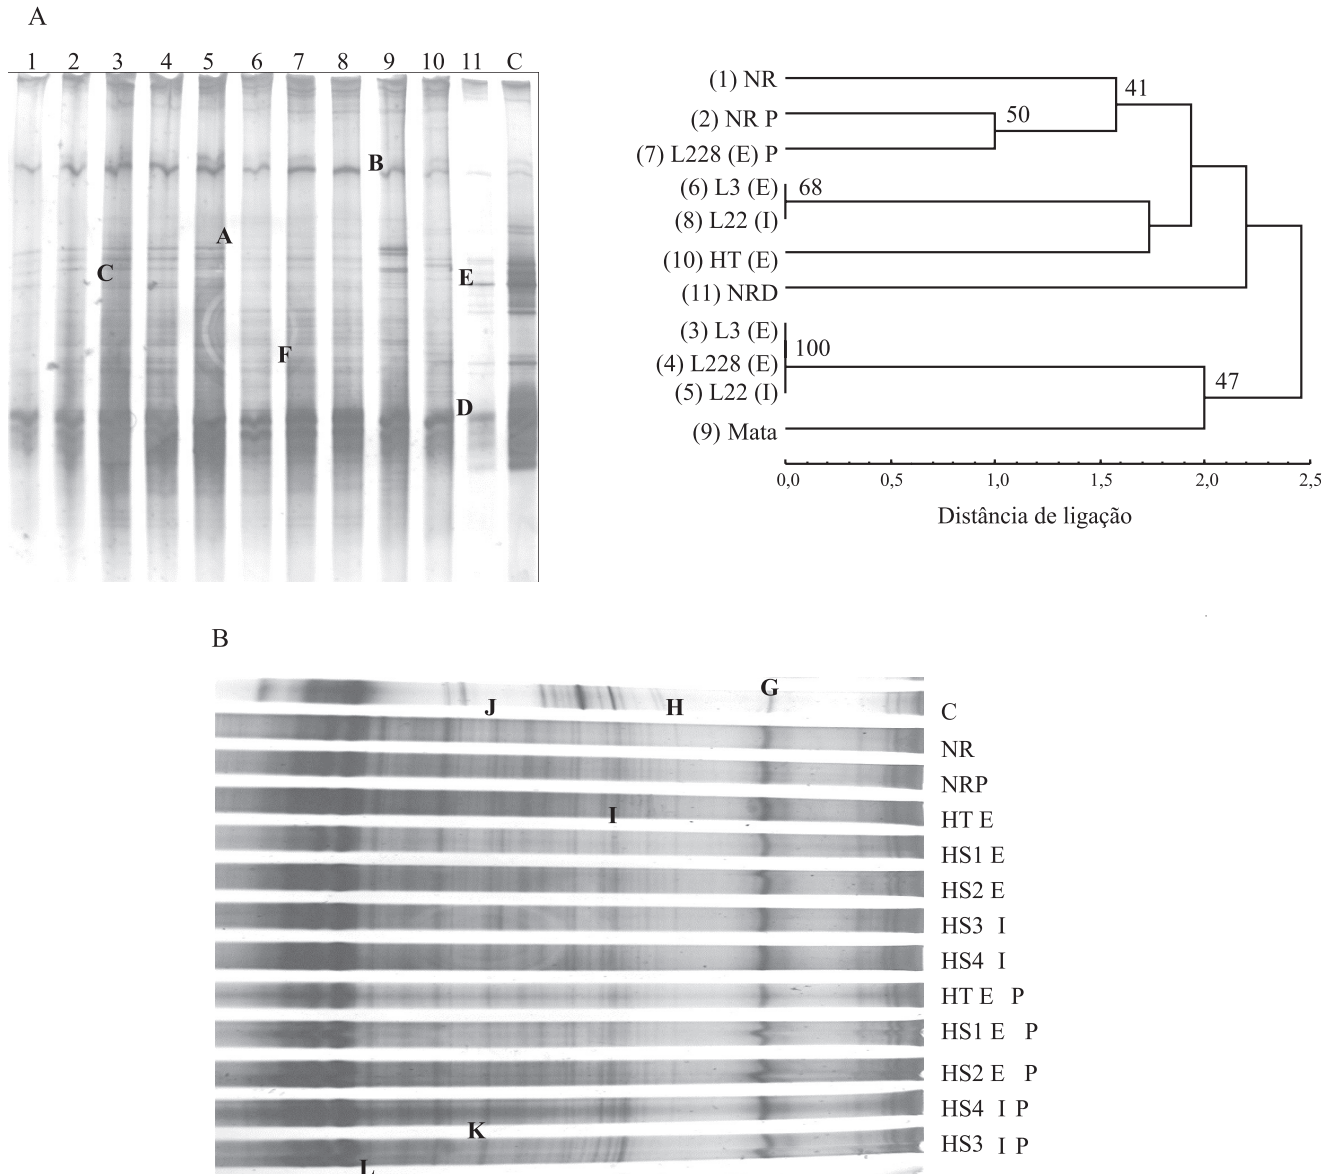 A
1 2 3 4 5 6 7 8 9 10 11 C
B
A
C
E
F
D
(1) NR
41
(2) NR P
50
(7) L228 (E) P
(6) L3 (E)
68
(8) L22 (I)
(10) HT (E)
(11) NRD
(3) L3 (E)
100
(4) L228 (E)
(5) L22 (I)
47
(9) Mata
0,0 0,5 1,0 1,5 2,0 2,5
Distância de ligação
B
G
J H C
NR
NRP
I HT E
HS1 E
HS2 E
HS3 I
HS4 I
HT E P
HS1 E P
HS2 E P
HS4 I P
K
HS3 I P
L